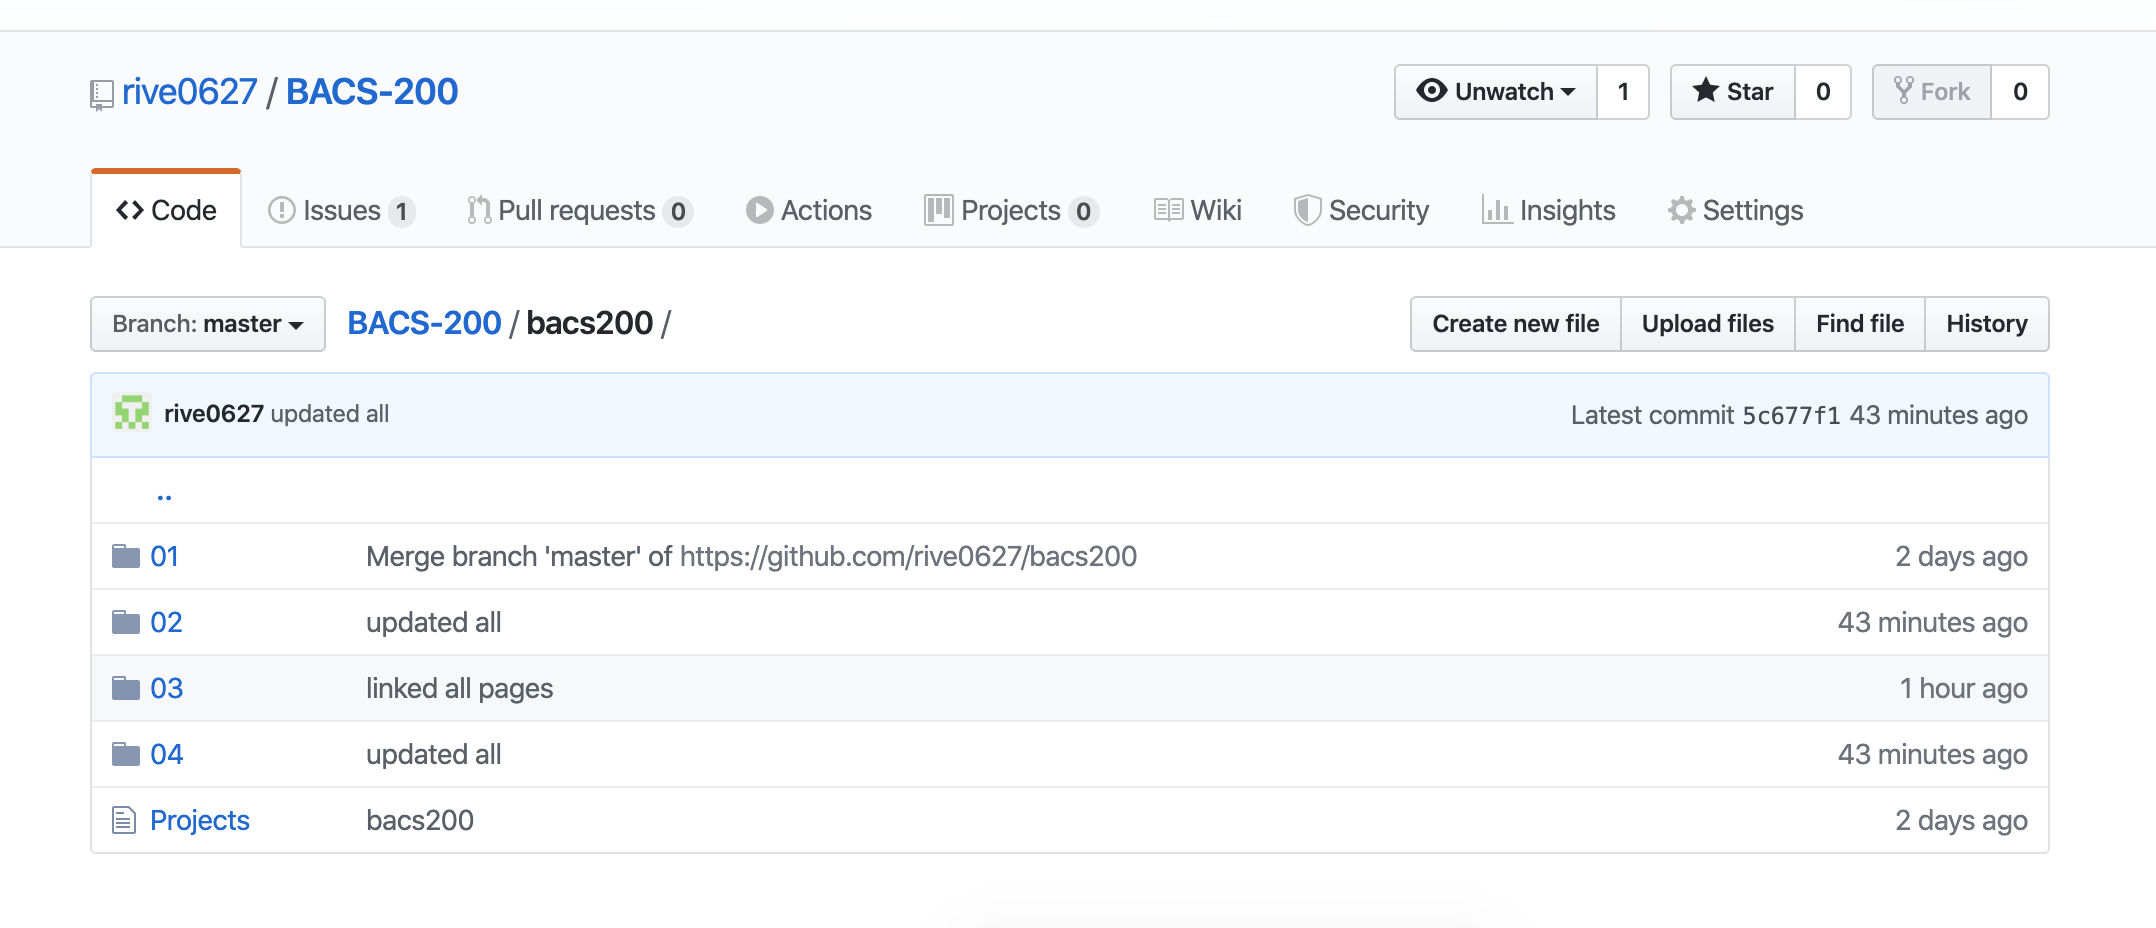 rive0627 / BACS-200
Unwatch 1 Star 0 Fork 0
Code Issues 1 Pull requests 0 Actions Projects 0 Wiki Security Insights Settings
Branch: master BACS-200 / bacs200 / Create new file Upload files Find file History
rive0627 updated all Latest commit 5c677f1 43 minutes ago
..
01 Merge branch 'master' of https://github.com/rive0627/bacs200 2 days ago
02 updated all 43 minutes ago
03 linked all pages 1 hour ago
04 updated all 43 minutes ago
Projects bacs200 2 days ago